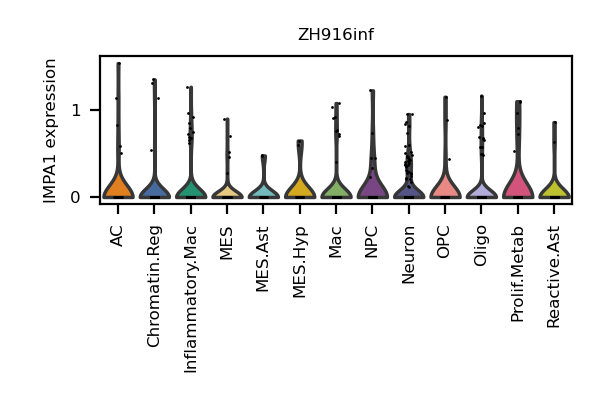 ZH916inf
IMPA1 expression
1
0
AC
Chromatin.Reg
Inflammatory.Mac
MES
MES.Ast
MES.Hyp
Mac
NPC
Neuron
OPC
Oligo
Prolif.Metab
Reactive.Ast